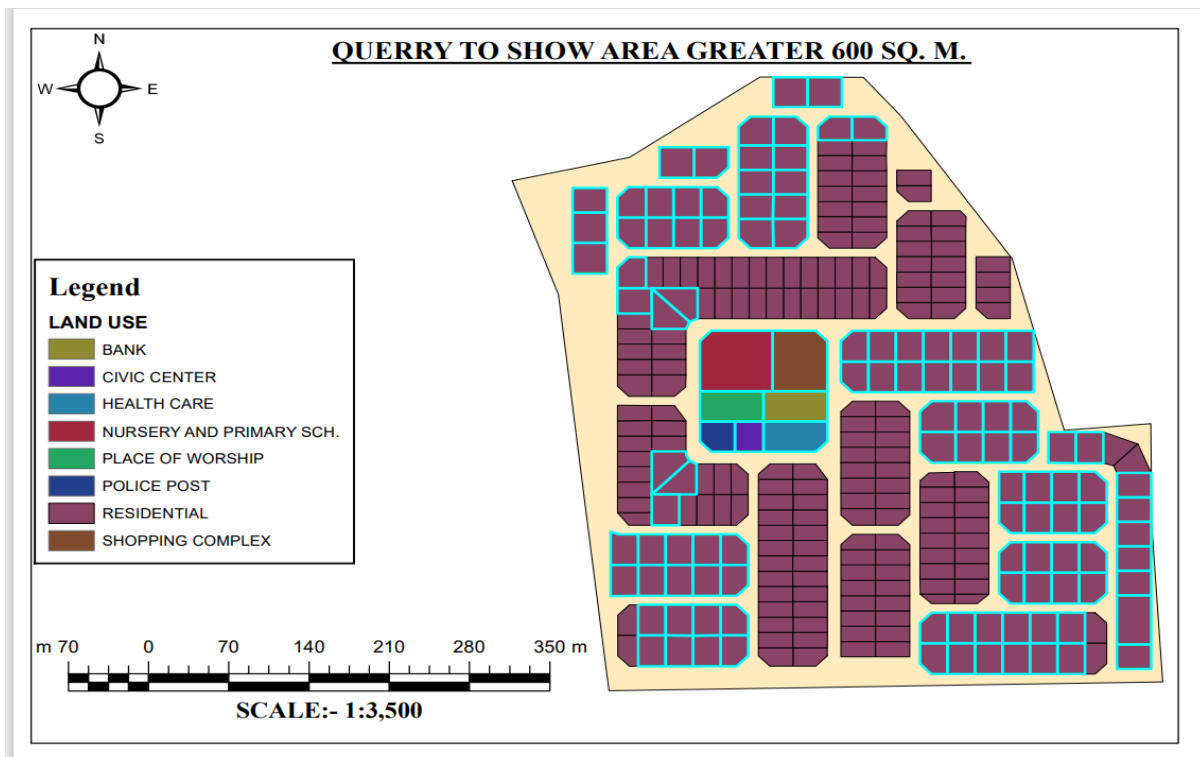 QUERRY TO SHOW AREA GREATER 600 SQ. M.
N
W E
S
Legend
LAND USE
BANK
CIVIC CENTER
HEALTH CARE
NURSERY AND PRIMARY SCH.
PLACE OF WORSHIP
POLICE POST
RESIDENTIAL
SHOPPING COMPLEX
m 70 0 70 140 210 280 350 m
SCALE:- 1:3,500